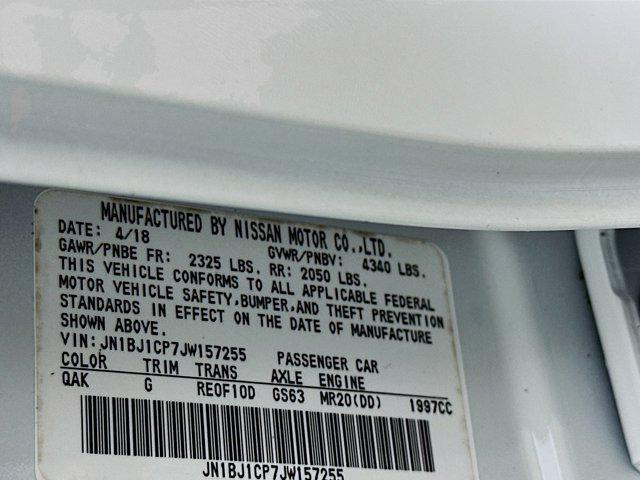 MANUFACTURED BY NISSAN MOTOR CO.,LTD.
DATE: 4/18 GVWR/PNBV: 4340 LBS.
GAWR/PNBE FR: 2325 LBS. RR: 2050 LBS.
THIS VEHICLE CONFORMS TO ALL APPLICABLE FEDERAL
MOTOR VEHICLE SAFETY,BUMPER,AND THEFT PREVENTION
STANDARDS IN EFFECT ON THE DATE OF MANUFACTURE
SHOWN ABOVE.
VIN:JN1BJ1CP7JW157255 PASSENGER CAR
COLOR TRIM TRANS AXLE ENGINE
QAK G REOF10D GS63 MR20(DD) 1997CC
JN1BJ1CP7JW157255